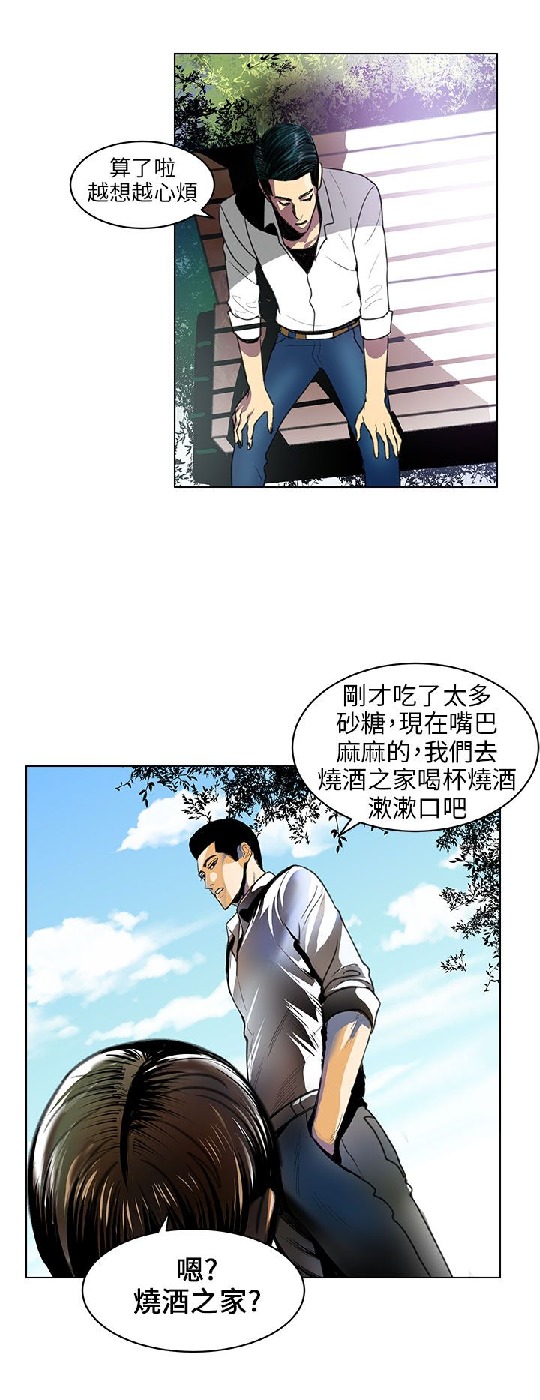 算了啦
越想越心煩
剛才吃了太多
砂糖，現在嘴巴
麻麻的，我們去
燒酒之家喝杯燒酒
漱漱口吧
嗯?
燒酒之家?